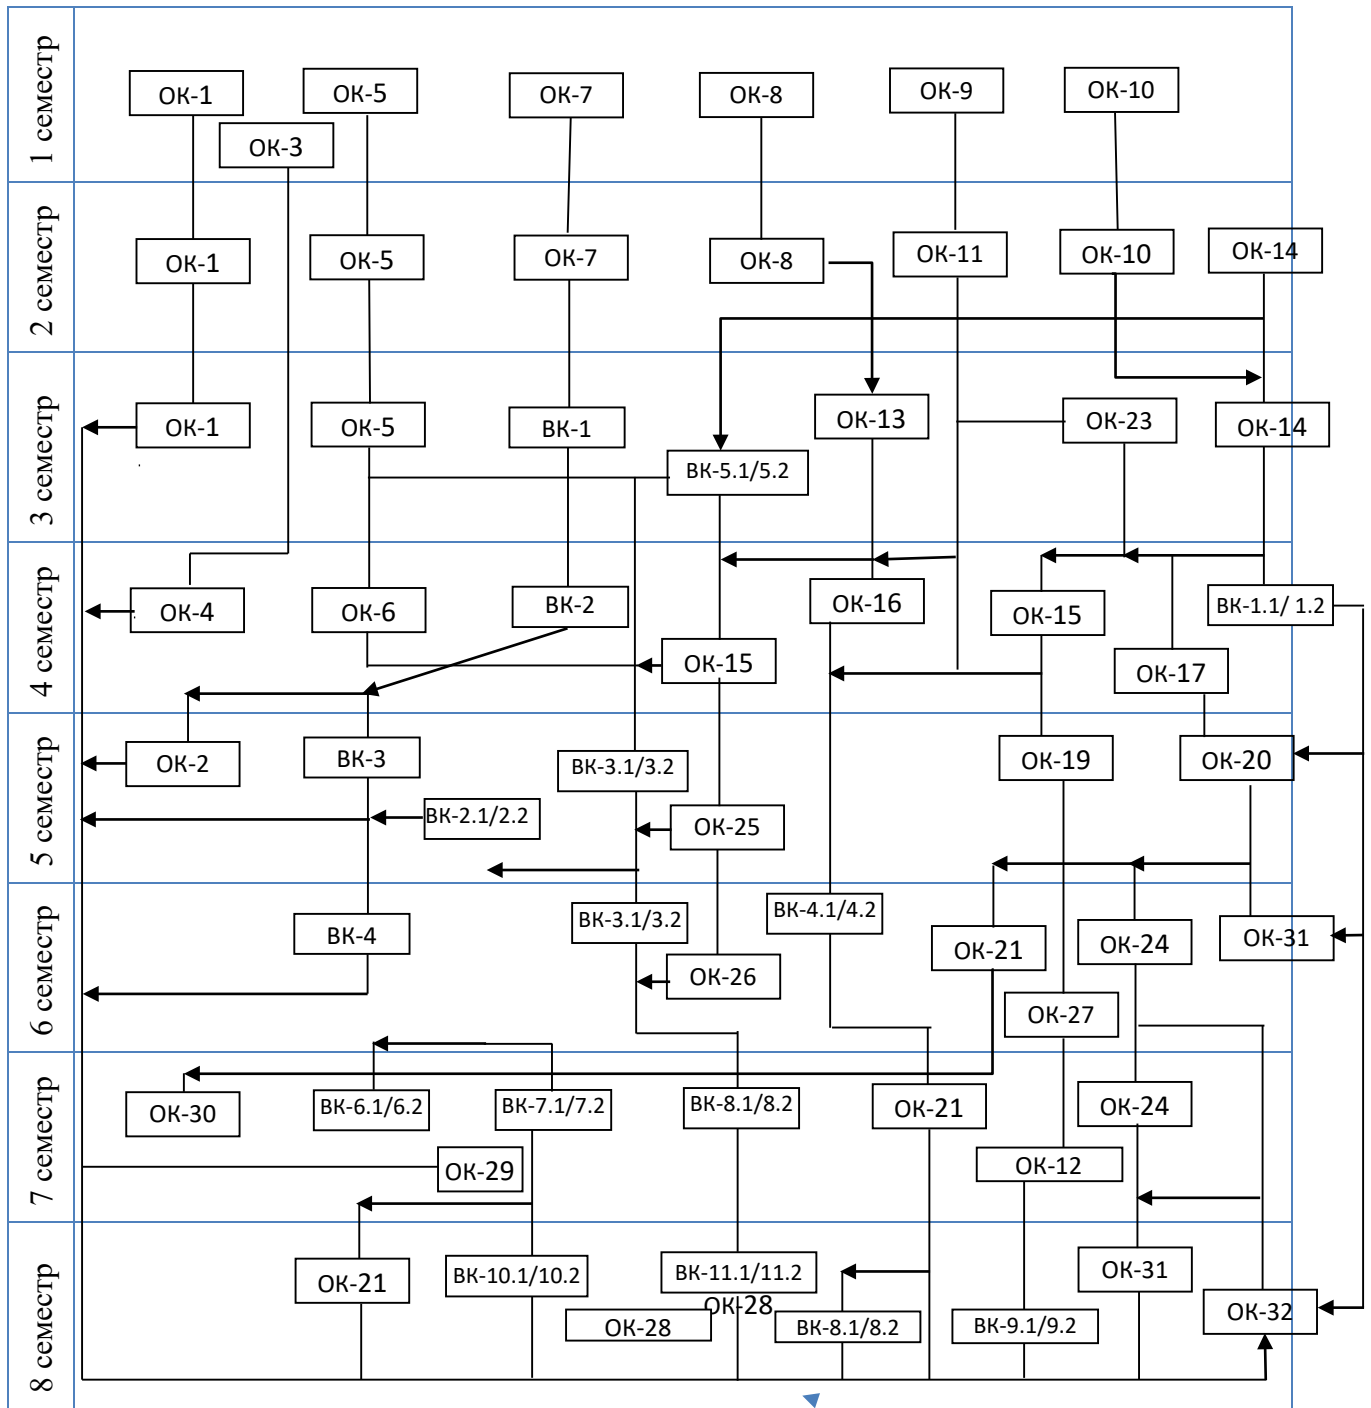 1 семестр
ОК-1
ОК-5
ОК-7
ОК-8
ОК-9
ОК-10
ОК-3
2 семестр
ОК-1
ОК-5
ОК-7
ОК-8
ОК-11
ОК-10
ОК-14
3 семестр
ОК-1
ОК-5
ВК-1
ОК-13
ОК-23
ОК-14
ВК-5.1/5.2
4 семестр
ОК-4
ОК-6
ВК-2
ОК-16
ОК-15
ВК-1.1/ 1.2
ОК-15
ОК-17
5 семестр
ОК-2
ВК-3
ВК-3.1/3.2
ОК-19
ОК-20
ВК-2.1/2.2
ОК-25
6 семестр
ВК-4
ВК-3.1/3.2
ВК-4.1/4.2
ОК-21
ОК-24
ОК-31
ОК-26
ОК-27
7 семестр
ОК-30
ВК-6.1/6.2
ВК-7.1/7.2
ВК-8.1/8.2
ОК-21
ОК-24
ОК-29
ОК-12
8 семестр
ОК-21
ВК-10.1/10.2
ВК-11.1/11.2
ОК-31
ОК-28
ОК-32
ОК-28
ВК-8.1/8.2
ВК-9.1/9.2